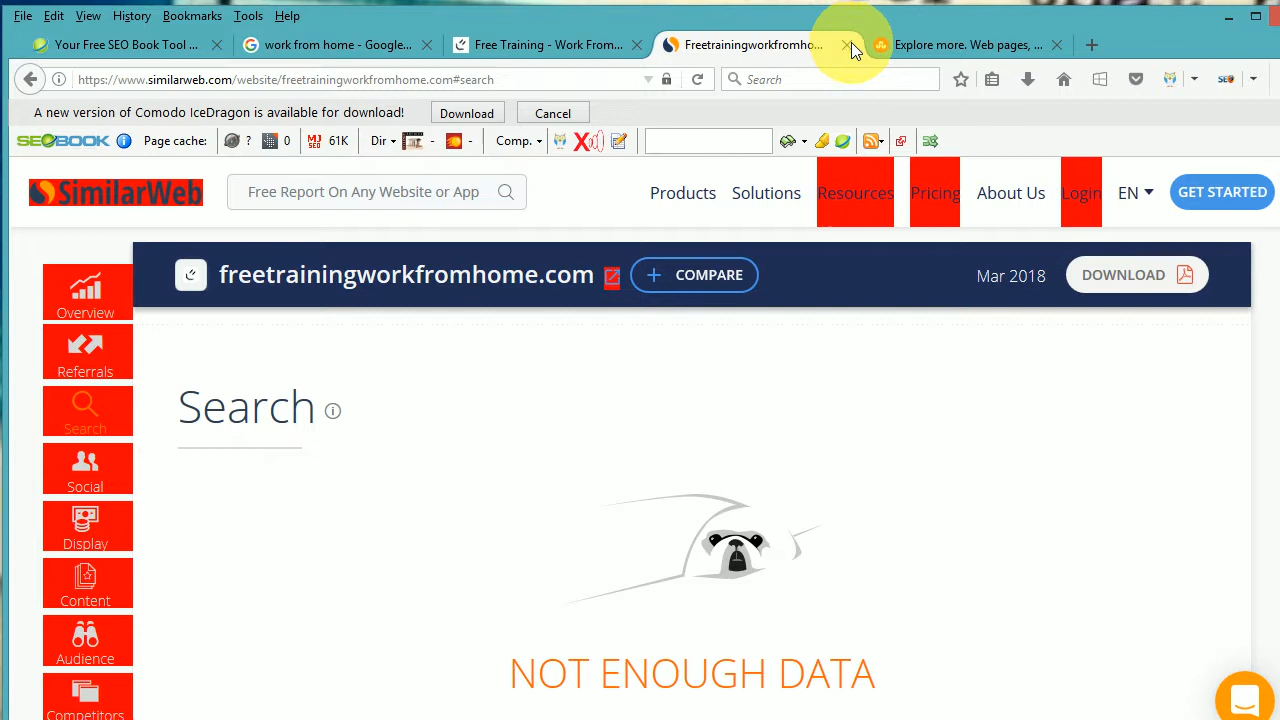 File Edit View History Bookmarks Tools Help
Your Free SEO Book Tool ... work from home - Google... Free Training - Work From... Freetrainingworkfromho... Explore more. Web pages, ...
https://www.similarweb.com/website/freetrainingworkfromhome.com#search Search
A new version of Comodo IceDragon is available for download! Download Cancel
SEOBOOK Page cache: ? 0 MJ SEO 61K Dir - - Comp.
SimilarWeb Free Report On Any Website or App Products Solutions Resources Pricing About Us Login EN GET STARTED
freetrainingworkfromhome.com + COMPARE Mar 2018 DOWNLOAD
Overview
Referrals
Search
Social
Display
Content
Audience
Competitors
Search
NOT ENOUGH DATA